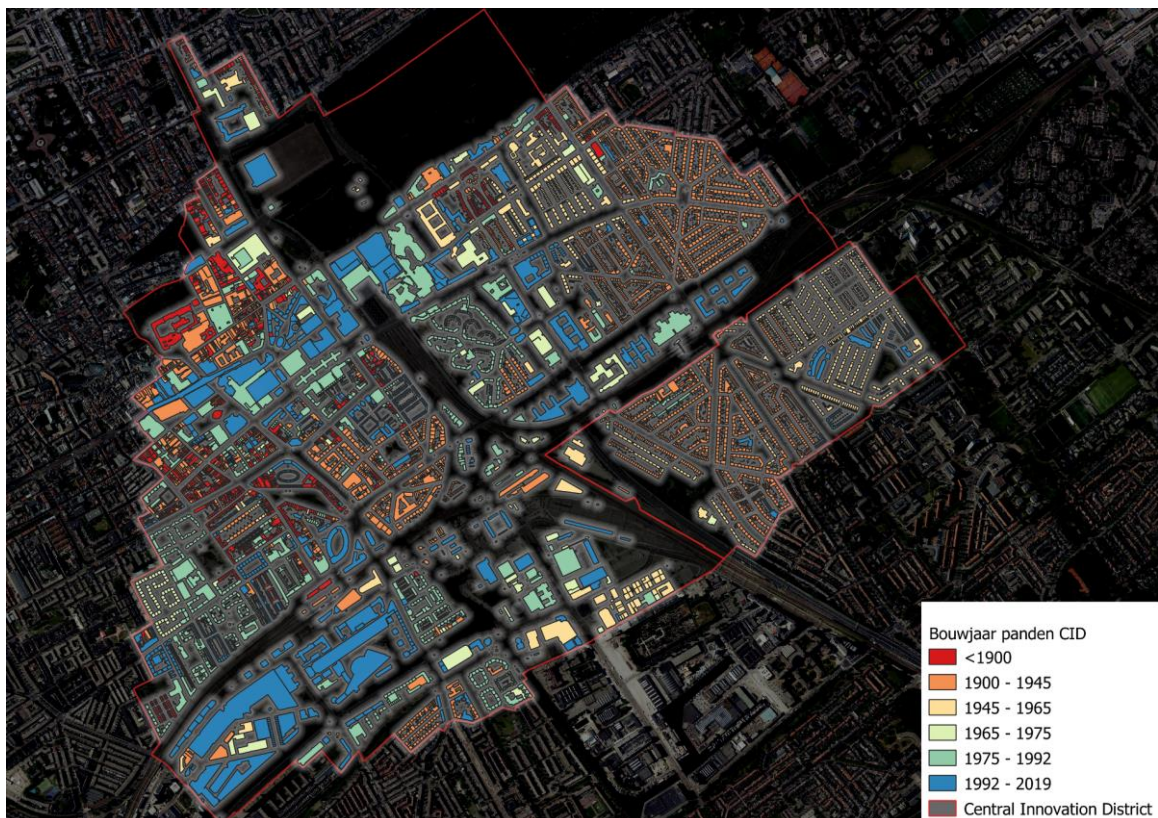 Bouwjaar panden CID
<1900
1900 - 1945
1945 - 1965
1965 - 1975
1975 - 1992
1992 - 2019
Central Innovation District